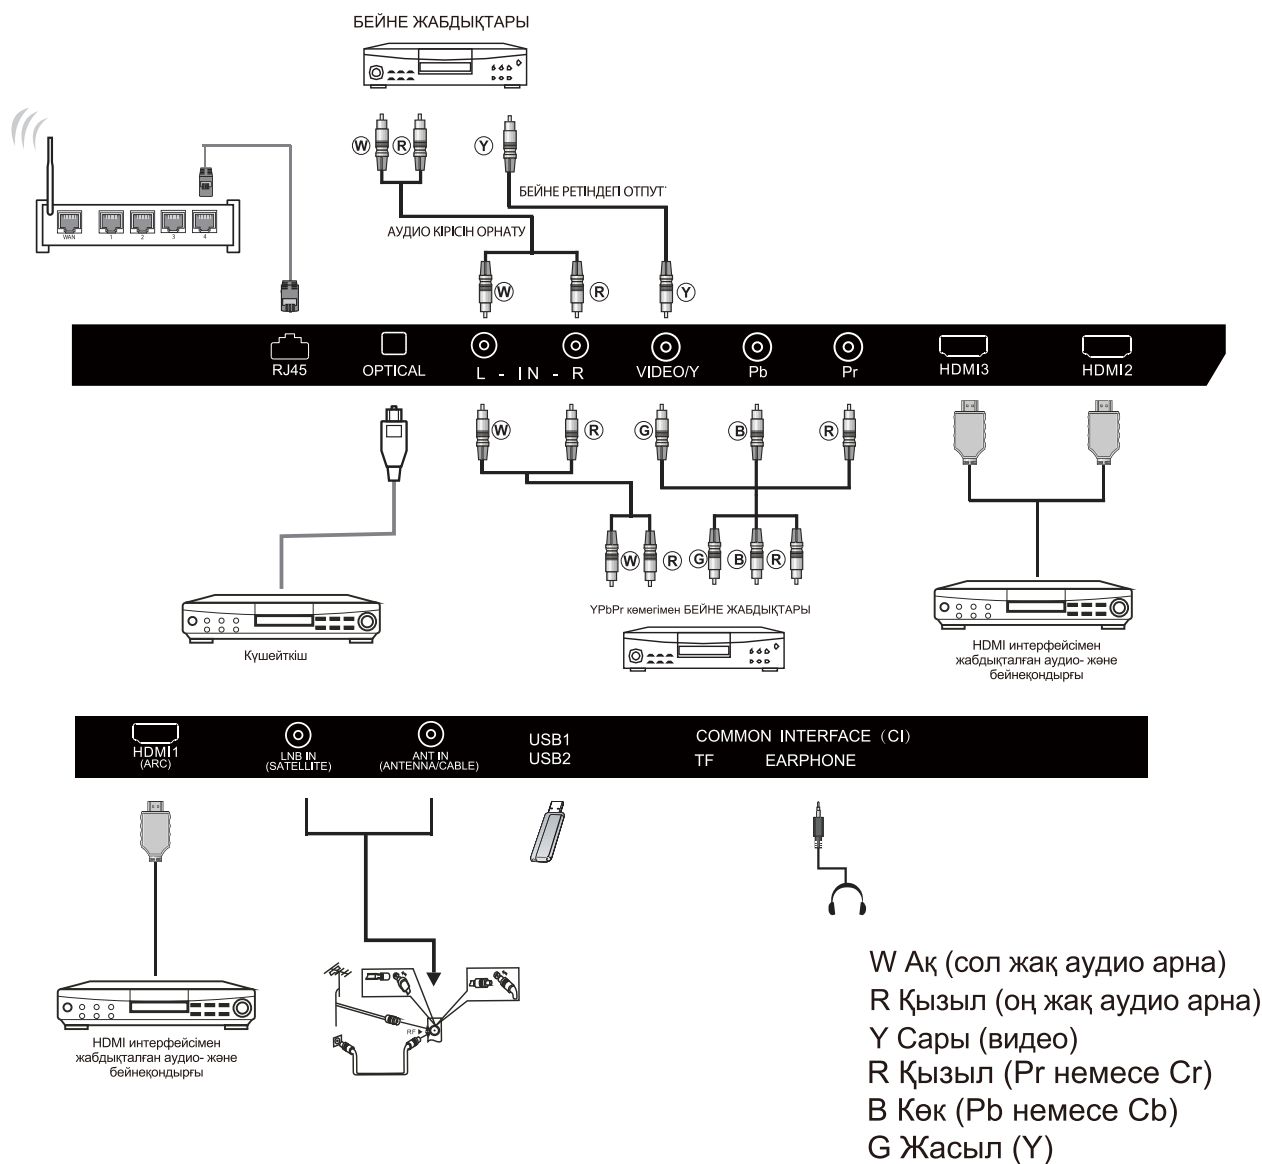 БЕЙНЕ ЖАБДЫҚТАРЫ
W R Y
БЕЙНЕ РЕТІНДЕГІ ОТПУТ
АУДИО КІРІСІН ОРНАТУ
WAN 1 2 3 4
W R Y
RJ45 OPTICAL L - IN - R VIDEO/Y Pb Pr HDMI3 HDMI2
W R G B R
W R G B R
YPbPr көмегімен БЕЙНЕ ЖАБДЫҚТАРЫ
Күшейткіш
HDMI интерфейсімен
жабдықталған аудио- және
бейнеқондырғы
HDMI1
(ARC)
LNB IN
(SATELLITE)
ANT IN
(ANTENNA/CABLE)
USB1
USB2
COMMON INTERFACE (CI)
TF EARPHONE
RF
HDMI интерфейсімен
жабдықталған аудио- және
бейнеқондырғы
W Ақ (сол жақ аудио арна)
R Қызыл (оң жақ аудио арна)
Y Сары (видео)
R Қызыл (Pr немесе Cr)
B Көк (Pb немесе Cb)
G Жасыл (Y)